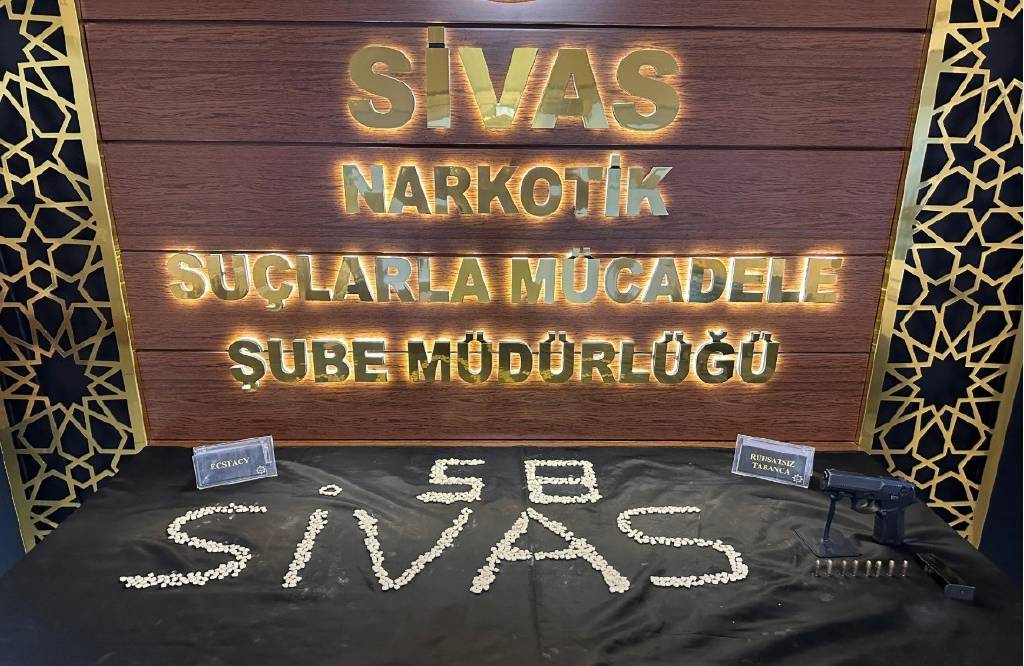 SİVAS
NARKOTİK
SUÇLARLA MÜCADELE
ŞUBE MÜDÜRLÜĞÜ
ECSTACY
RUHSATSIZ
TABANCA
58
SİVAS